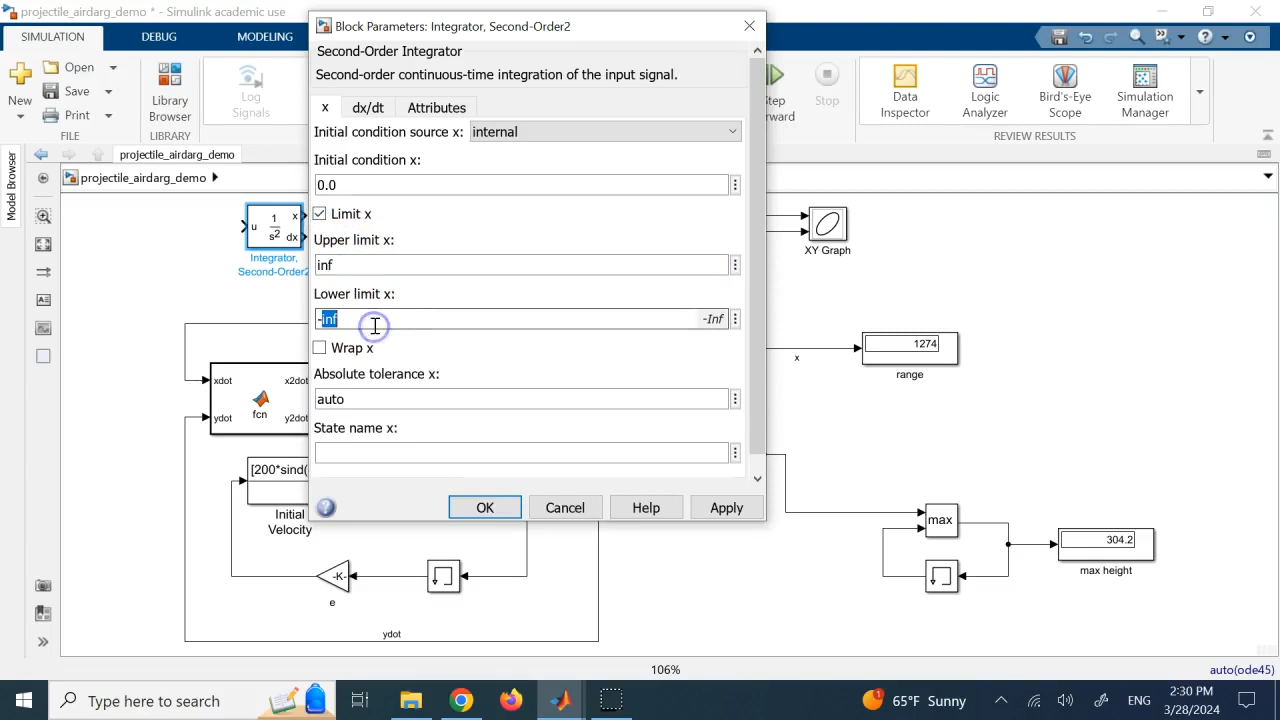 projectile_airdarg_demo * - Simulink academic use
SIMULATION
DEBUG
MODELING
New
Open
Save
Print
FILE
Library
Browser
LIBRARY
Log
Signals
Stop
Data
Inspector
Logic
Analyzer
Bird's-Eye
Scope
Simulation
Manager
REVIEW RESULTS
Model Browser
projectile_airdarg_demo
projectile_airdarg_demo
Block Parameters: Integrator, Second-Order2
Second-Order Integrator
Second-order continuous-time integration of the input signal.
x
dx/dt
Attributes
Initial condition source x:
internal
Initial condition x:
0.0
Limit x
Upper limit x:
inf
Lower limit x:
-inf
-Inf
Wrap x
Absolute tolerance x:
auto
State name x:
OK
Cancel
Help
Apply
u
1
s2
x
dx
Integrator,
Second-Order2
XY Graph
xdot
ydot
fcn
x2dot
y2dot
[200*sind(
Initial
Velocity
-K-
e
ydot
x
1274
range
max
304.2
max height
106%
auto(ode45)
Type here to search
1
65°F Sunny
ENG
2:30 PM
3/28/2024